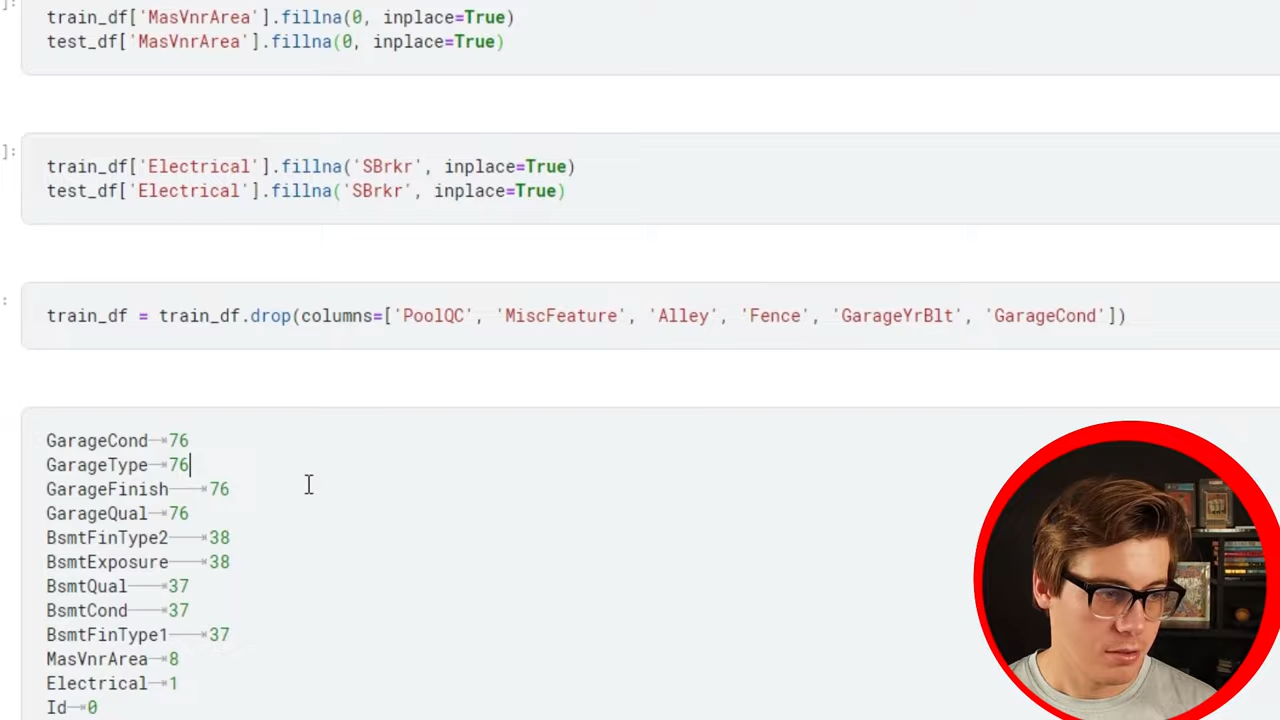 ]:
train_df['MasVnrArea'].fillna(0, inplace=True)
test_df['MasVnrArea'].fillna(0, inplace=True)
]:
train_df['Electrical'].fillna('SBrkr', inplace=True)
test_df['Electrical'].fillna('SBrkr', inplace=True)
:
train_df = train_df.drop(columns=['PoolQC', 'MiscFeature', 'Alley', 'Fence', 'GarageYrBlt', 'GarageCond'])
GarageCond 76
GarageType 76
GarageFinish 76
GarageQual 76
BsmtFinType2 38
BsmtExposure 38
BsmtQual 37
BsmtCond 37
BsmtFinType1 37
MasVnrArea 8
Electrical 1
Id 0